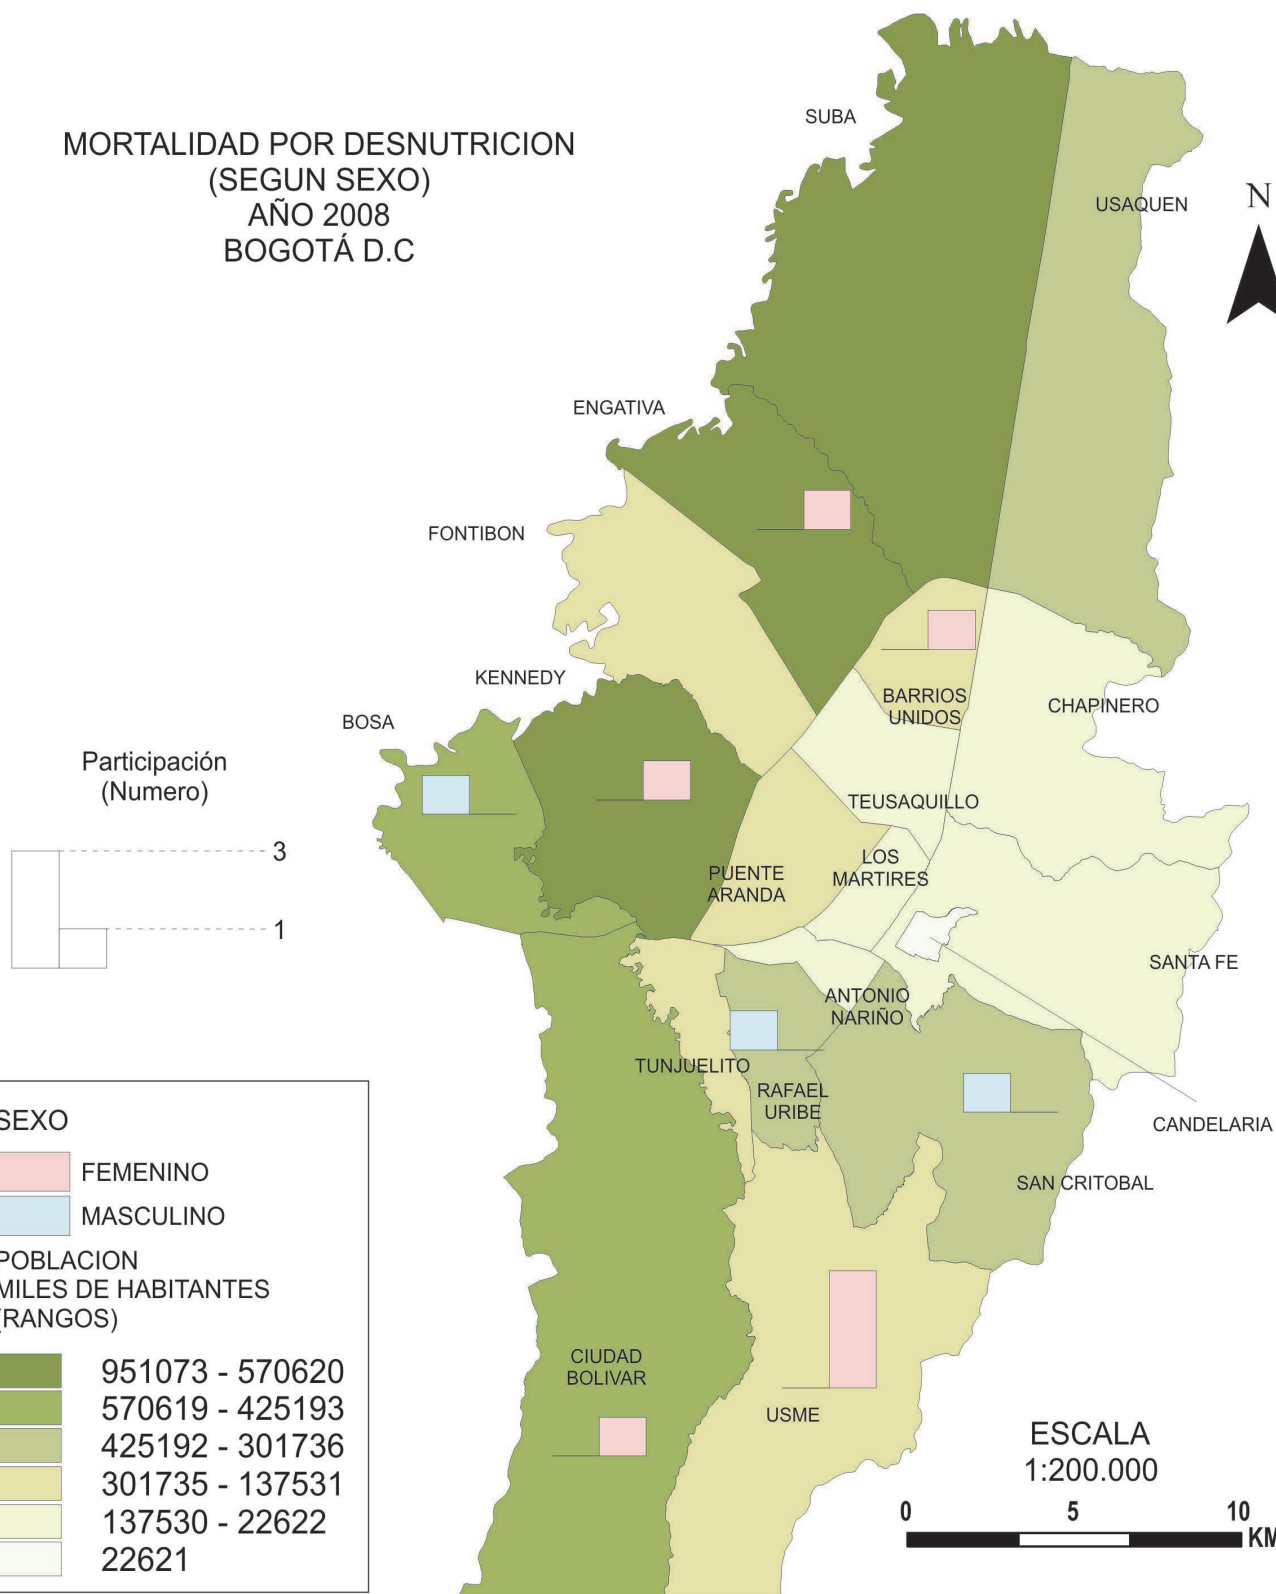 MORTALIDAD POR DESNUTRICION
(SEGUN SEXO)
AÑO 2008
BOGOTÁ D.C
SUBA
USAQUEN
N
ENGATIVA
FONTIBON
KENNEDY
BOSA
BARRIOS
UNIDOS
CHAPINERO
TEUSAQUILLO
LOS
MARTIRES
PUENTE
ARANDA
SANTA FE
ANTONIO
NARIÑO
TUNJUELITO
RAFAEL
URIBE
CANDELARIA
SAN CRITOBAL
CIUDAD
BOLIVAR
USME
Participación
(Numero)
3
1
SEXO
FEMENINO
MASCULINO
POBLACION
MILES DE HABITANTES
(RANGOS)
951073 - 570620
570619 - 425193
425192 - 301736
301735 - 137531
137530 - 22622
22621
ESCALA
1:200.000
0 5 10
KM